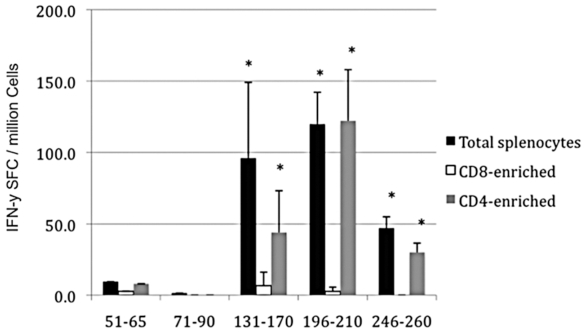 200.0
150.0
100.0
50.0
0.0
IFN-y SFC / million Cells
* * * * * *
51-65 71-90 131-170 196-210 246-260
Total splenocytes
CD8-enriched
CD4-enriched